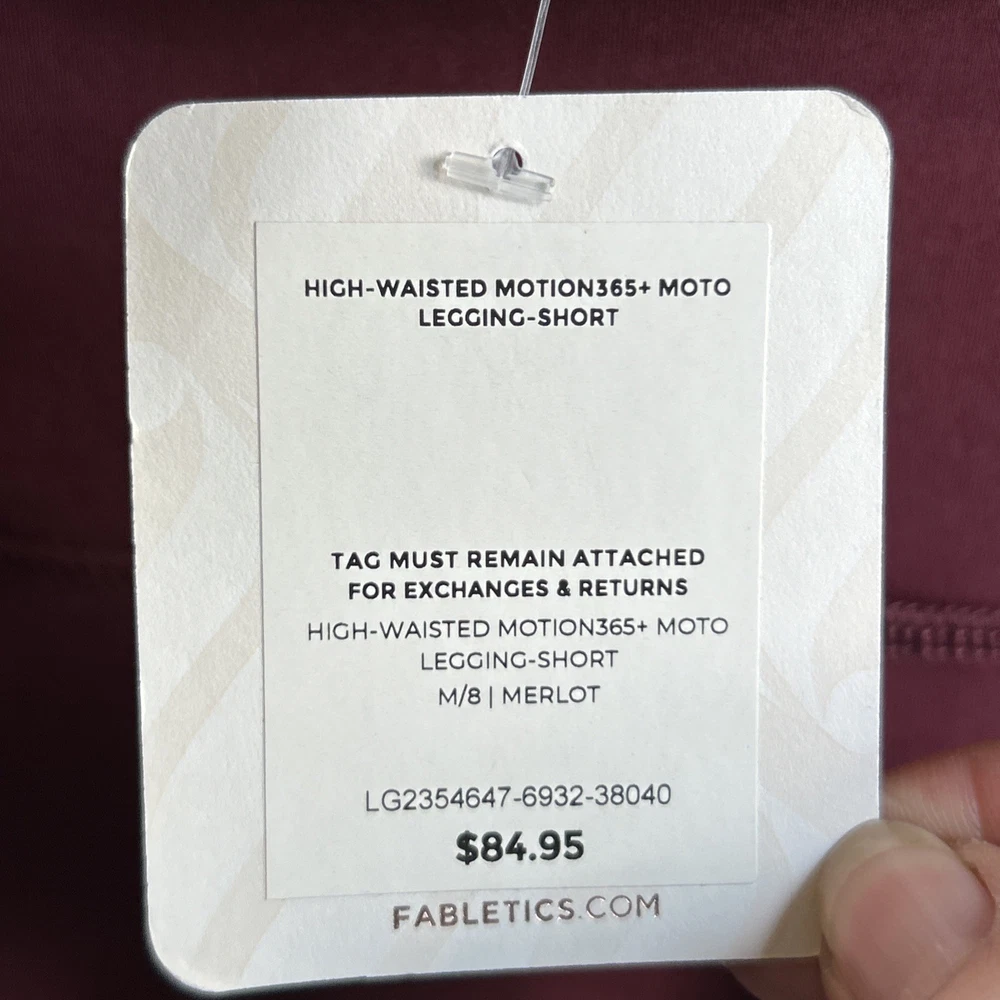 HIGH-WAISTED MOTION365+ MOTO
LEGGING-SHORT
TAG MUST REMAIN ATTACHED
FOR EXCHANGES & RETURNS
HIGH-WAISTED MOTION365+ MOTO
LEGGING-SHORT
M/8 | MERLOT
LG2354647-6932-38040
$84.95
FABLETICS.COM